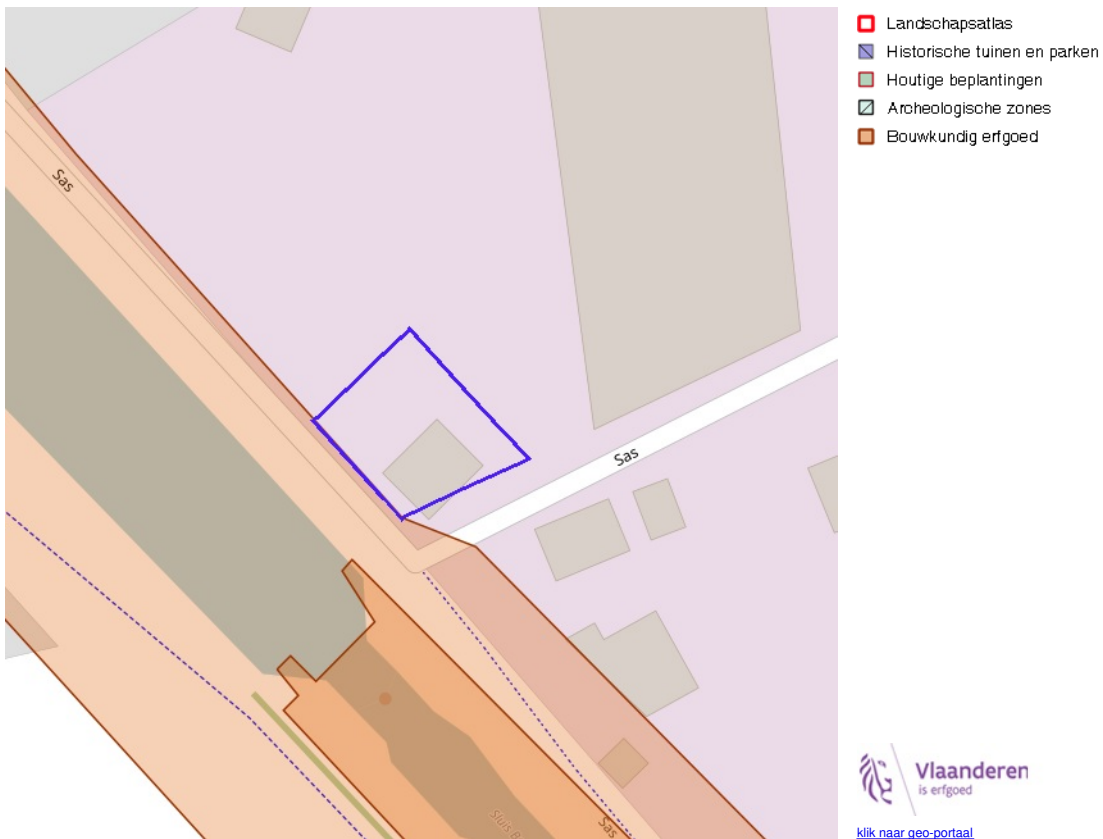 Sas
Sas
Sluis B
Sas
Landschapsatlas
Historische tuinen en parken
Houtige beplantingen
Archeologische zones
Bouwkundig erfgoed
Vlaanderen
is erfgoed
klik naar geo-portaal